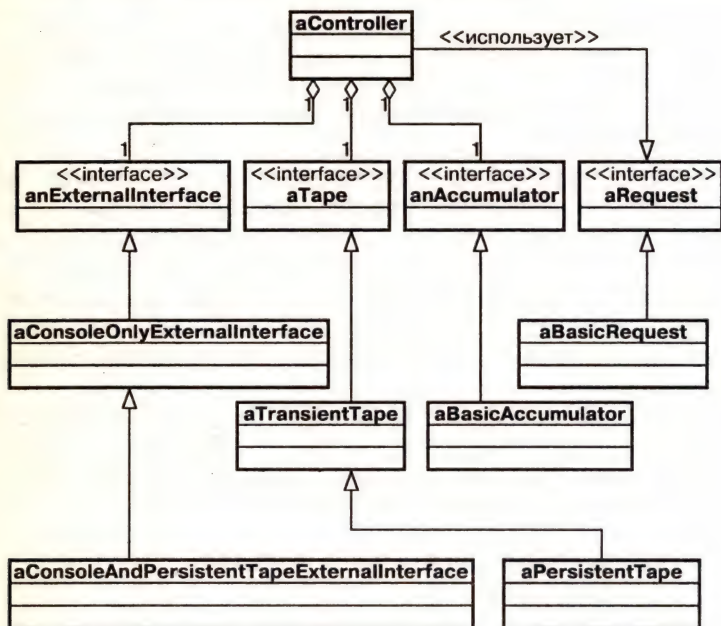 aController
<<использует>>
1 1 1
1 1 1
<<interface>> <<interface>> <<interface>> <<interface>>
anExternalInterface aTape anAccumulator aRequest
aConsoleOnlyExternalInterface aBasicRequest
aTransientTape aBasicAccumulator
aConsoleAndPersistentTapeExternalInterface aPersistentTape